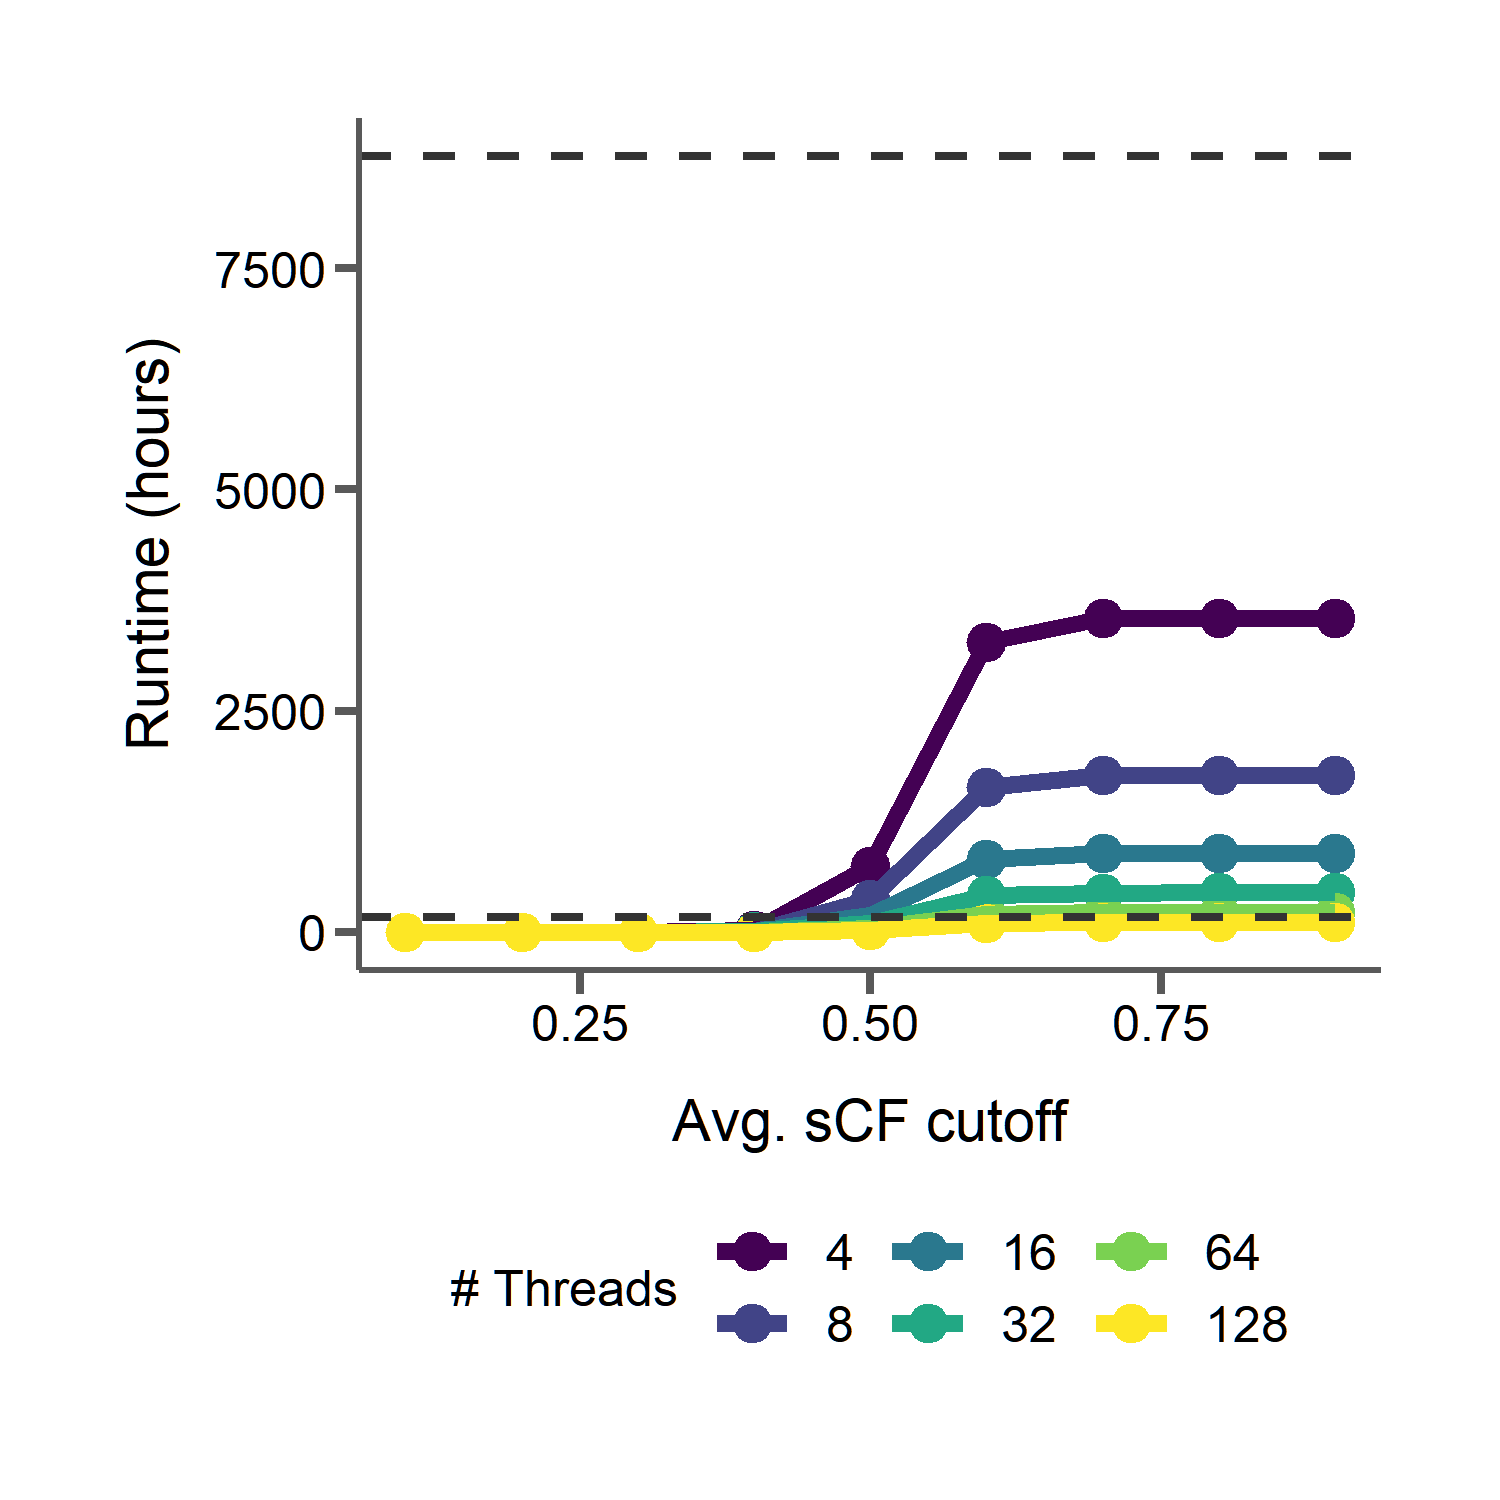 7500
5000
2500
0
Runtime (hours)
0.25 0.50 0.75
Avg. sCF cutoff
# Threads
4 16 64
8 32 128